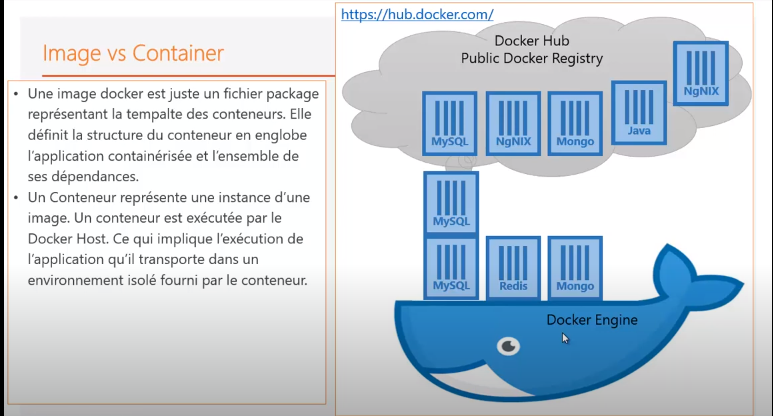 Image vs Container
• Une image docker est juste un fichier package
représentant la tempalte des conteneurs. Elle
définit la structure du conteneur en englobe
l'application containérisée et l'ensemble de
ses dépendances.
• Un Conteneur représente une instance d'une
image. Un conteneur est exécutée par le
Docker Host. Ce qui implique l'exécution de
l'application qu'il transporte dans un
environnement isolé fourni par le conteneur.
https://hub.docker.com/
Docker Hub
Public Docker Registry
NgNIX
MySQL NgNIX Mongo Java
MySQL
MySQL Redis Mongo
Docker Engine